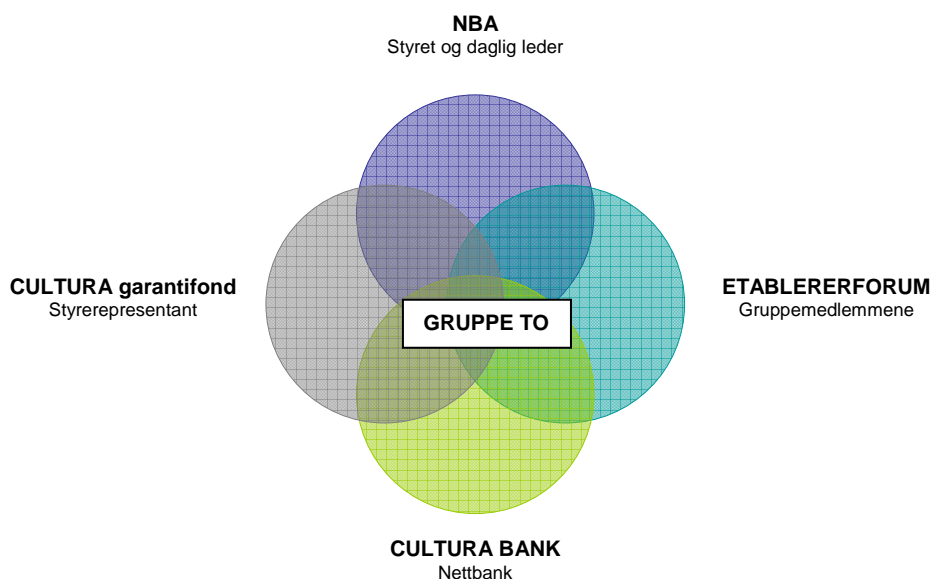 NBA
Styret og daglig leder
CULTURA garantifond
Styrerepresentant
GRUPPE TO
ETABLERERFORUM
Gruppemedlemmene
CULTURA BANK
Nettbank